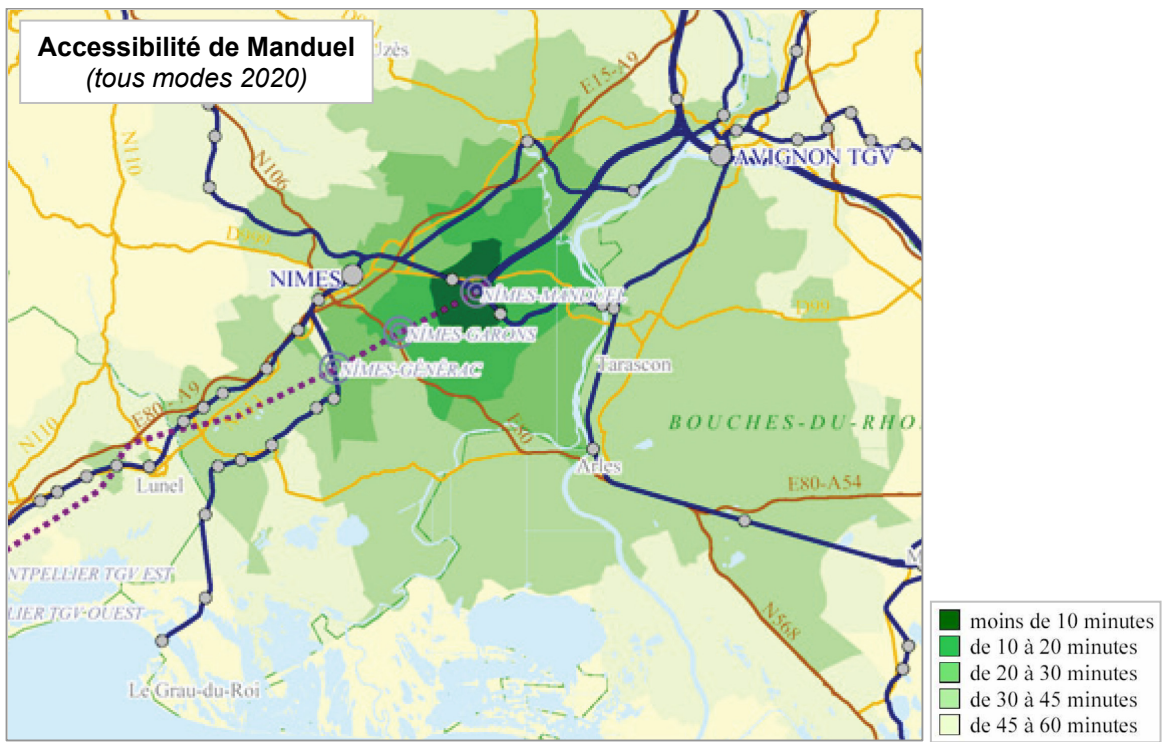 Accessibilité de Manduel
(tous modes 2020)
Uzès
E15-A9
N110
N106
AVIGNON TGV
D999
NIMES
NÎMES-MANDUEL
D99
NÎMES-GARONS
Tarascon
NÎMES-GÉNÉRAC
E80-A9
N110
BOUCHES-DU-RHO
Arles
E80-A54
Lunel
NTPELLIER TGV EST
LIER TGV-OUEST
N568
Le Grau-du-Roi
moins de 10 minutes
de 10 à 20 minutes
de 20 à 30 minutes
de 30 à 45 minutes
de 45 à 60 minutes